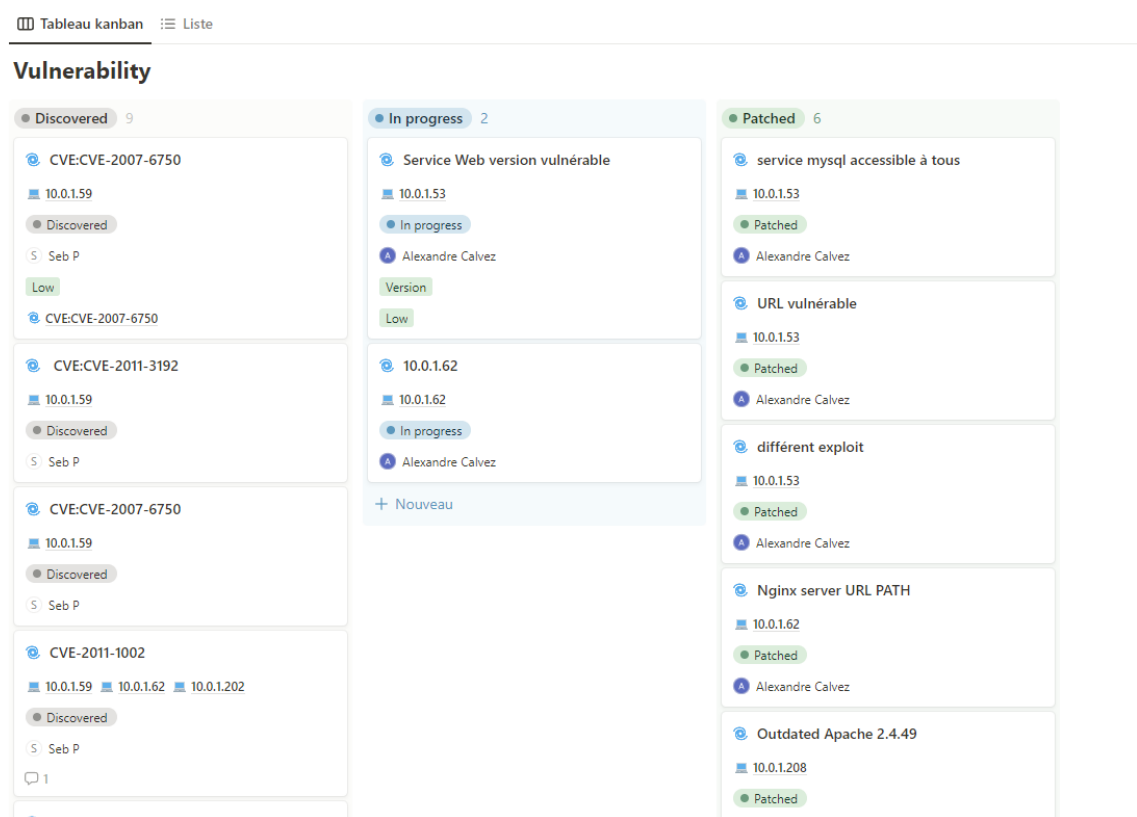 Tableau kanban Liste
Vulnerability
Discovered 9
CVE:CVE-2007-6750
10.0.1.59
Discovered
S Seb P
Low
CVE:CVE-2007-6750
CVE:CVE-2011-3192
10.0.1.59
Discovered
S Seb P
CVE:CVE-2007-6750
10.0.1.59
Discovered
S Seb P
CVE-2011-1002
10.0.1.59 10.0.1.62 10.0.1.202
Discovered
S Seb P
1
In progress 2
Service Web version vulnérable
10.0.1.53
In progress
A Alexandre Calvez
Version
Low
10.0.1.62
10.0.1.62
In progress
A Alexandre Calvez
+ Nouveau
Patched 6
service mysql accessible à tous
10.0.1.53
Patched
A Alexandre Calvez
URL vulnérable
10.0.1.53
Patched
A Alexandre Calvez
différent exploit
10.0.1.53
Patched
A Alexandre Calvez
Nginx server URL PATH
10.0.1.62
Patched
A Alexandre Calvez
Outdated Apache 2.4.49
10.0.1.208
Patched